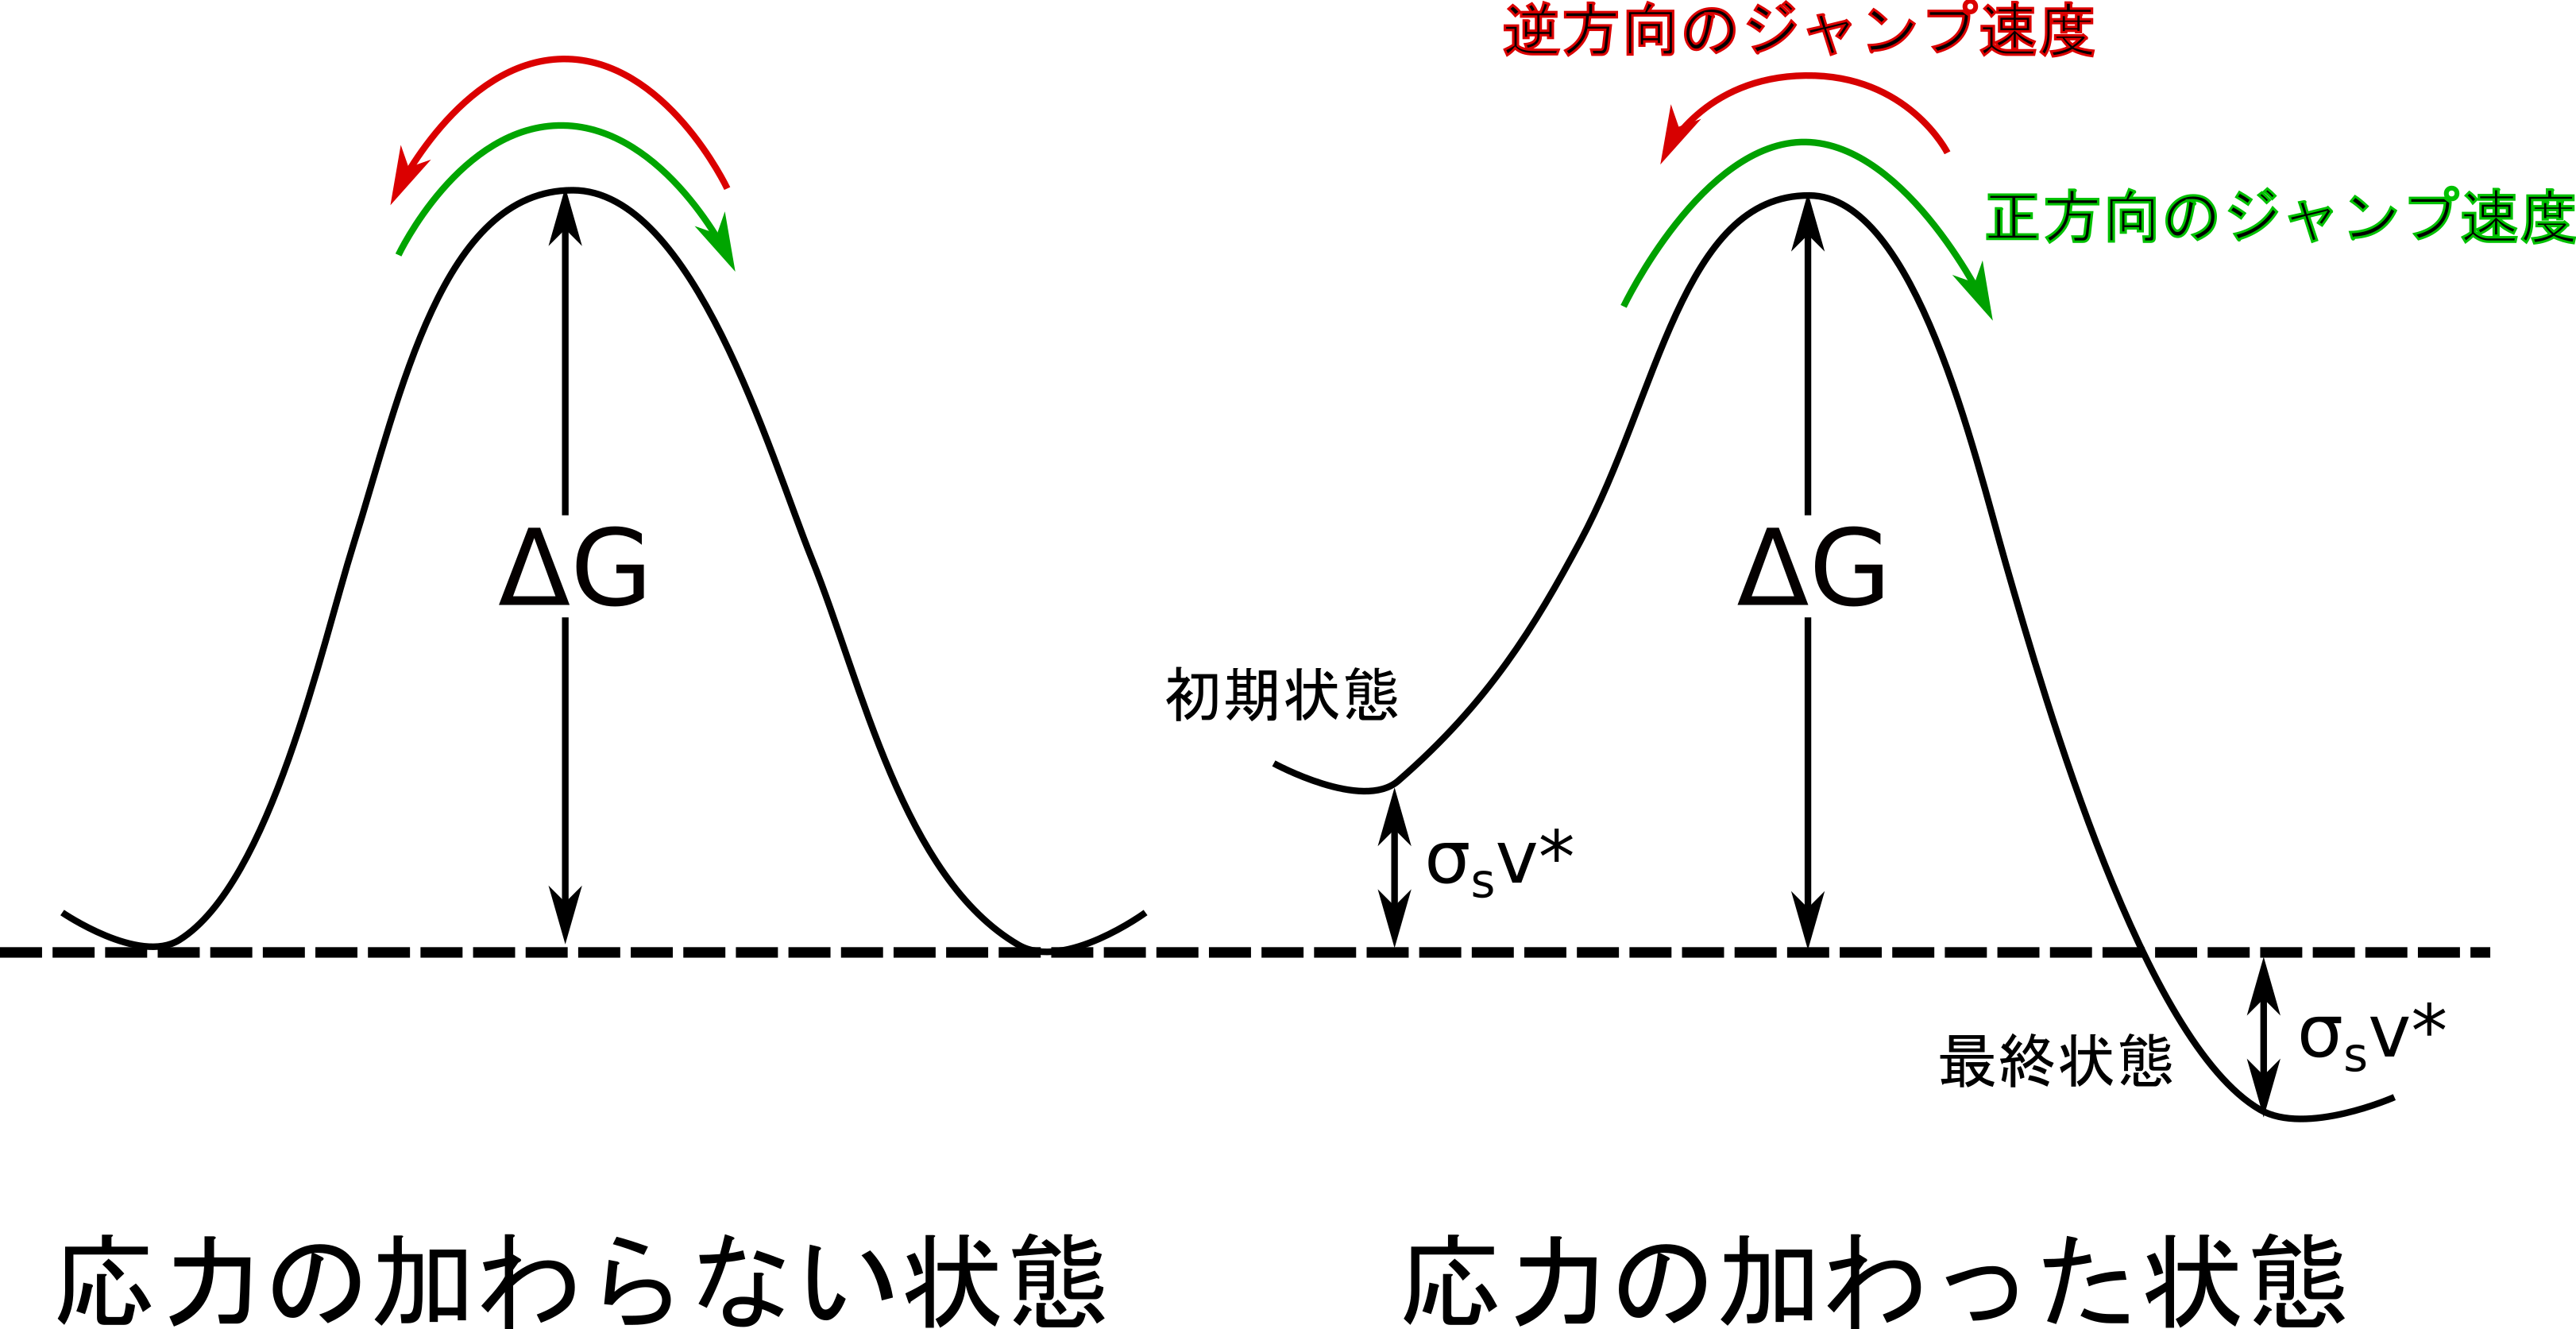 逆方向のジャンプ速度
正方向のジャンプ速度
ΔG
ΔG
初期状態
σsv*
最終状態
σsv*
応力の加わらない状態
応力の加わった状態